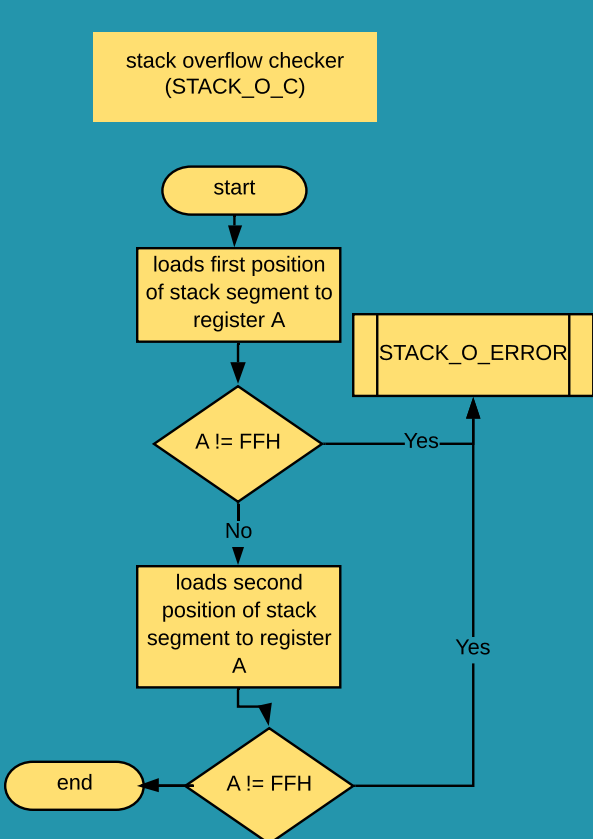 stack overflow checker
(STACK_O_C)
start
loads first position
of stack segment to
register A
STACK_O_ERROR
A != FFH
Yes
No
loads second
position of stack
segment to register
A
Yes
A != FFH
end